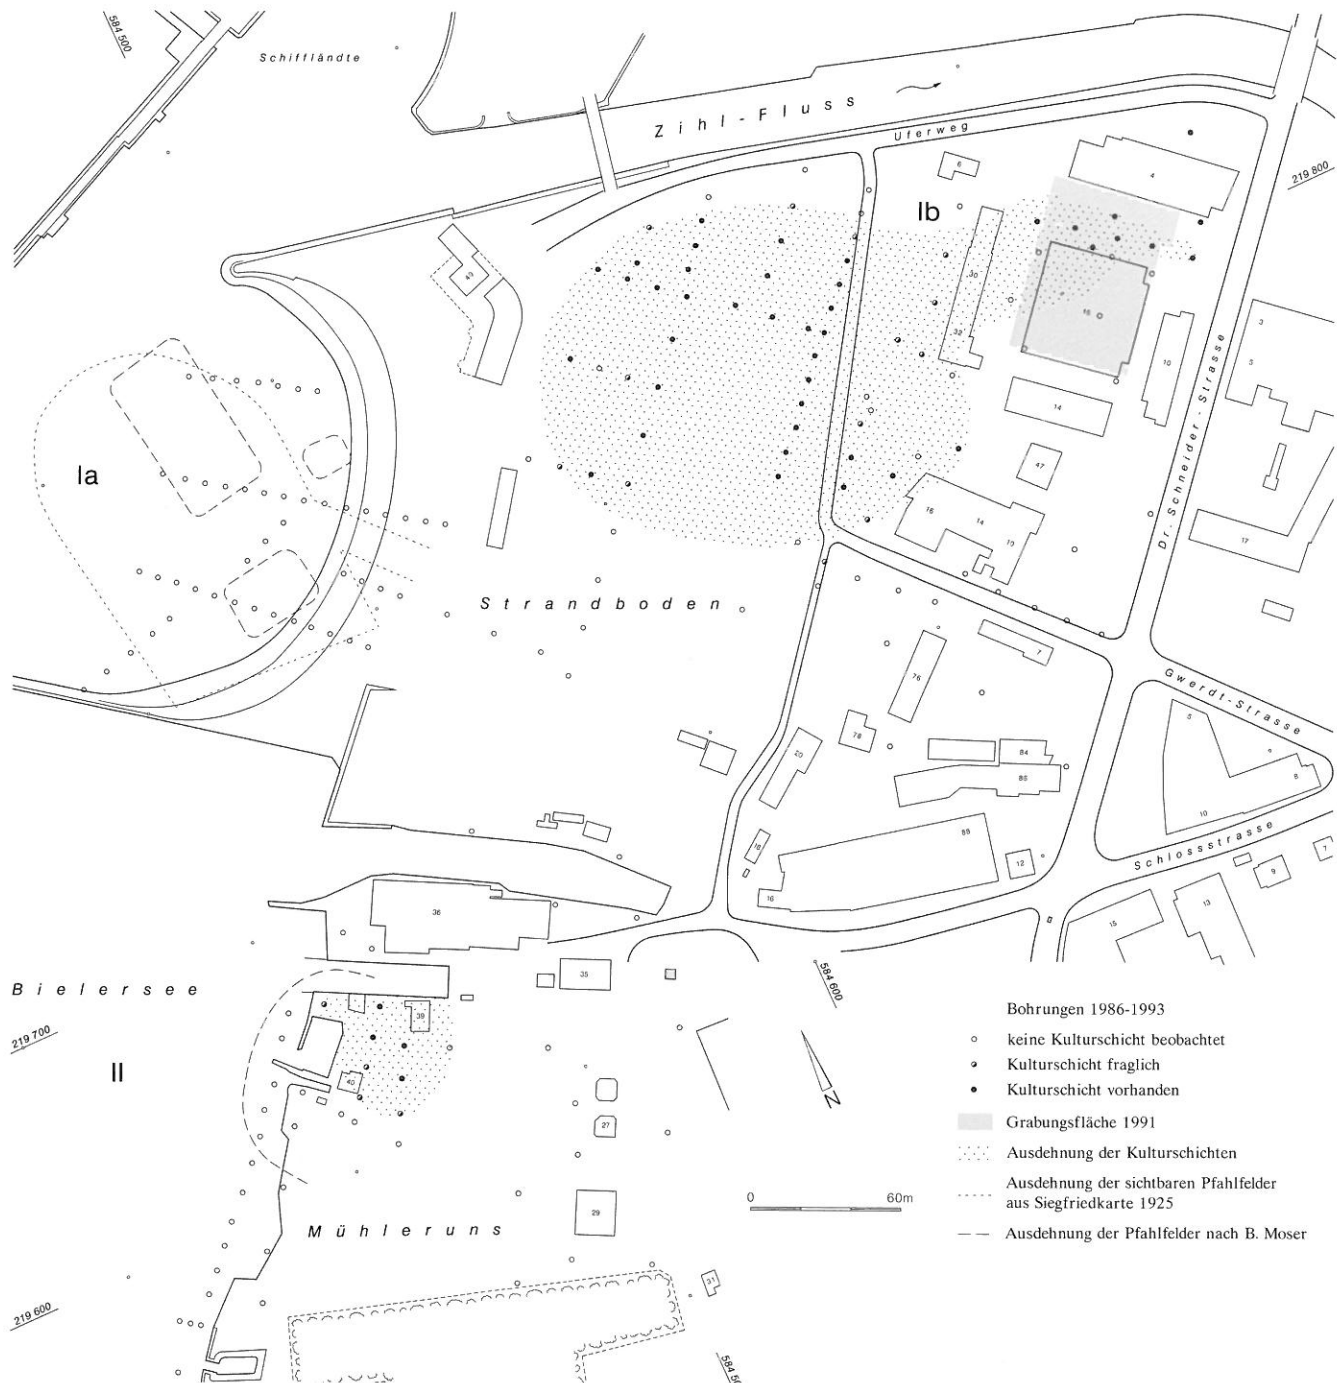 584 500
Schiffländte
Zihl-Fluss
Uferweg
219 800
6
4
Ib
30
32
16
10
3
5
43
14
47
Dr. Schneider-Strasse
Ia
16
14
10
17
Strandboden
7
76
78
20
84
86
Gwerdt-Strasse
5
8
10
88
18
16
12
Schlossstrasse
7
9
13
15
36
35
584 600
Bielersee
219 700
39
40
II
27
29
31
Mühleruns
219 600
N
0 60m
Bohrungen 1986-1993
keine Kulturschicht beobachtet
Kulturschicht fraglich
Kulturschicht vorhanden
Grabungsfläche 1991
Ausdehnung der Kulturschichten
Ausdehnung der sichtbaren Pfahlfelder
aus Siegfriedkarte 1925
Ausdehnung der Pfahlfelder nach B. Moser